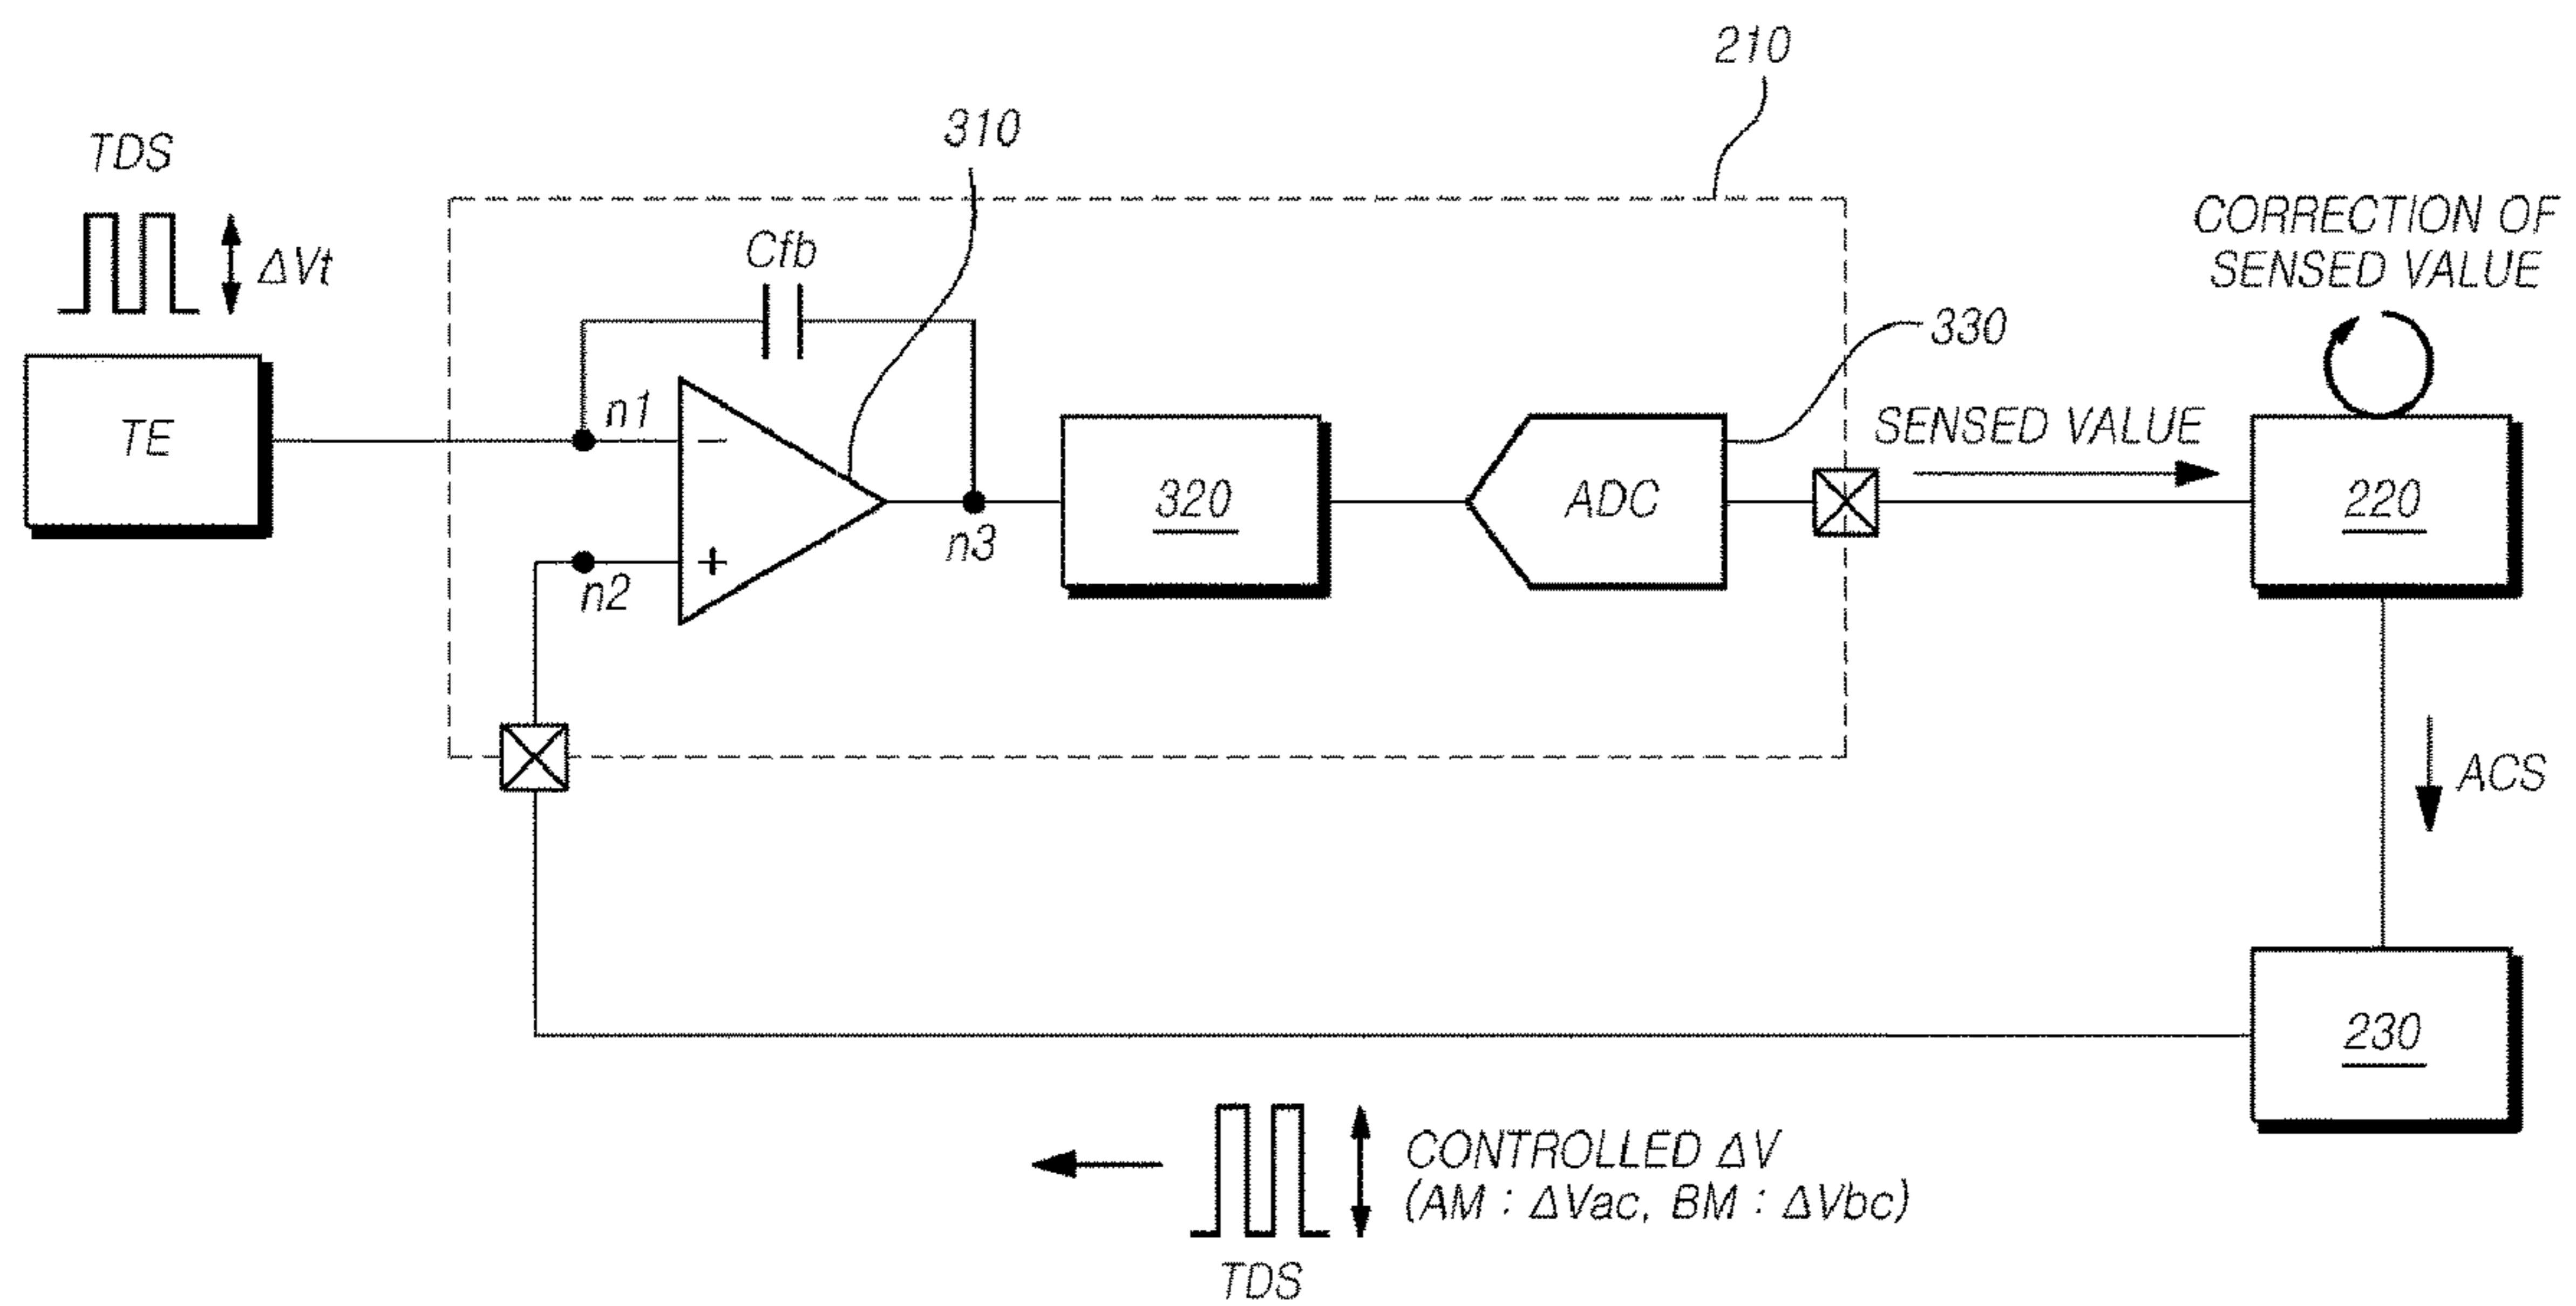 210
310
TDS
ΔVt
Cfb
CORRECTION OF
SENSED VALUE
330
TE
n1
−
SENSED VALUE
320
ADC
220
n3
+
n2
ACS
230
CONTROLLED ΔV
(AM : ΔVac, BM : ΔVbc)
TDS